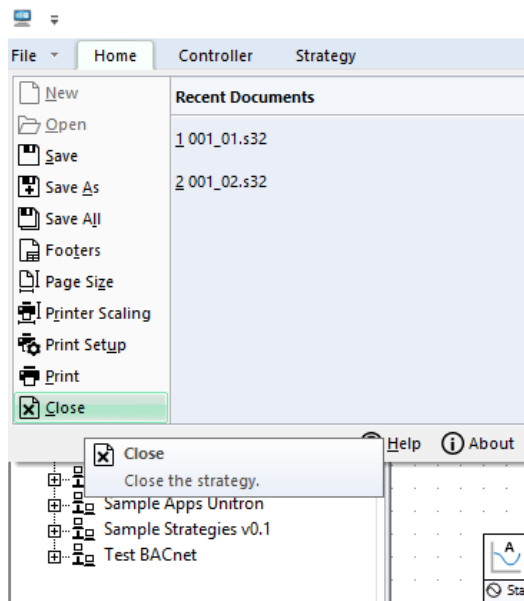 File Home Controller Strategy
New
Recent Documents
Open
1 001_01.s32
Save
Save As
2 001_02.s32
Save All
Footers
Page Size
Printer Scaling
Print Setup
Print
Close
Help About
Close
Close the strategy.
Sample Apps Unitron
Sample Strategies v0.1
Test BACnet
A
Sta